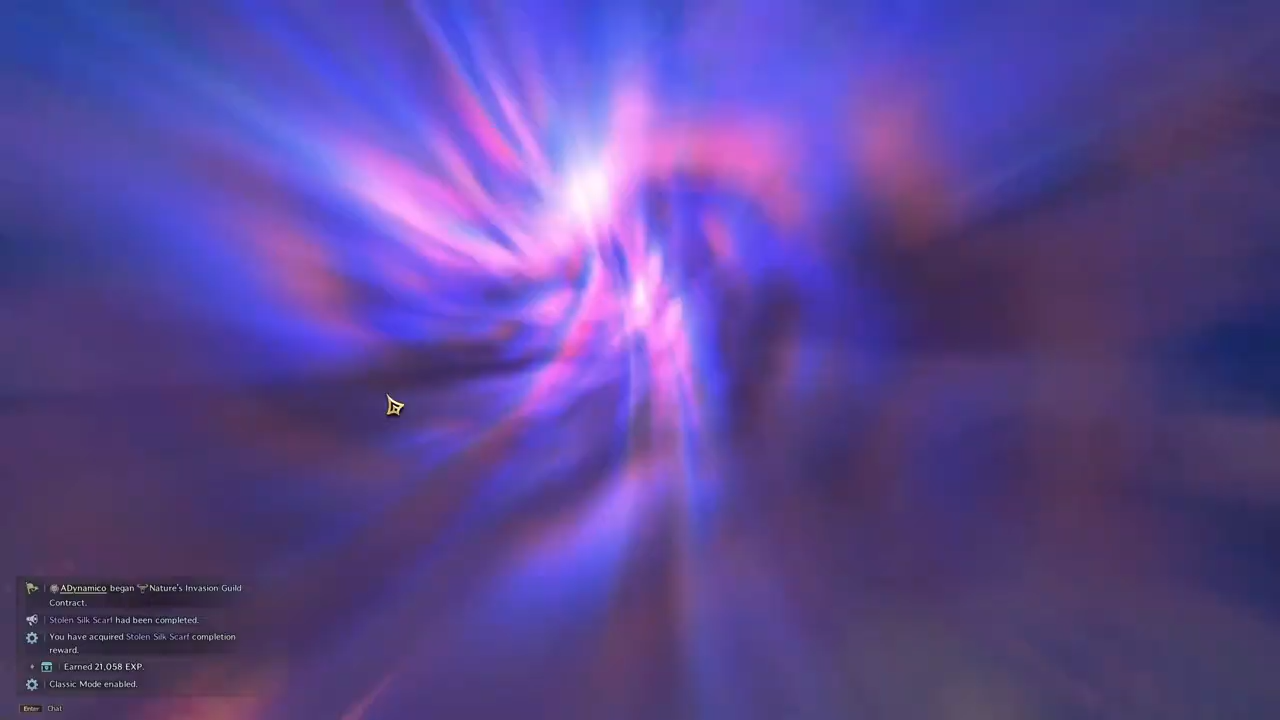 ADynamico began Nature's Invasion Guild
Contract.
Stolen Silk Scarf had been completed.
You have acquired Stolen Silk Scarf completion
reward.
Earned 21,058 EXP.
Classic Mode enabled.
Enter Chat